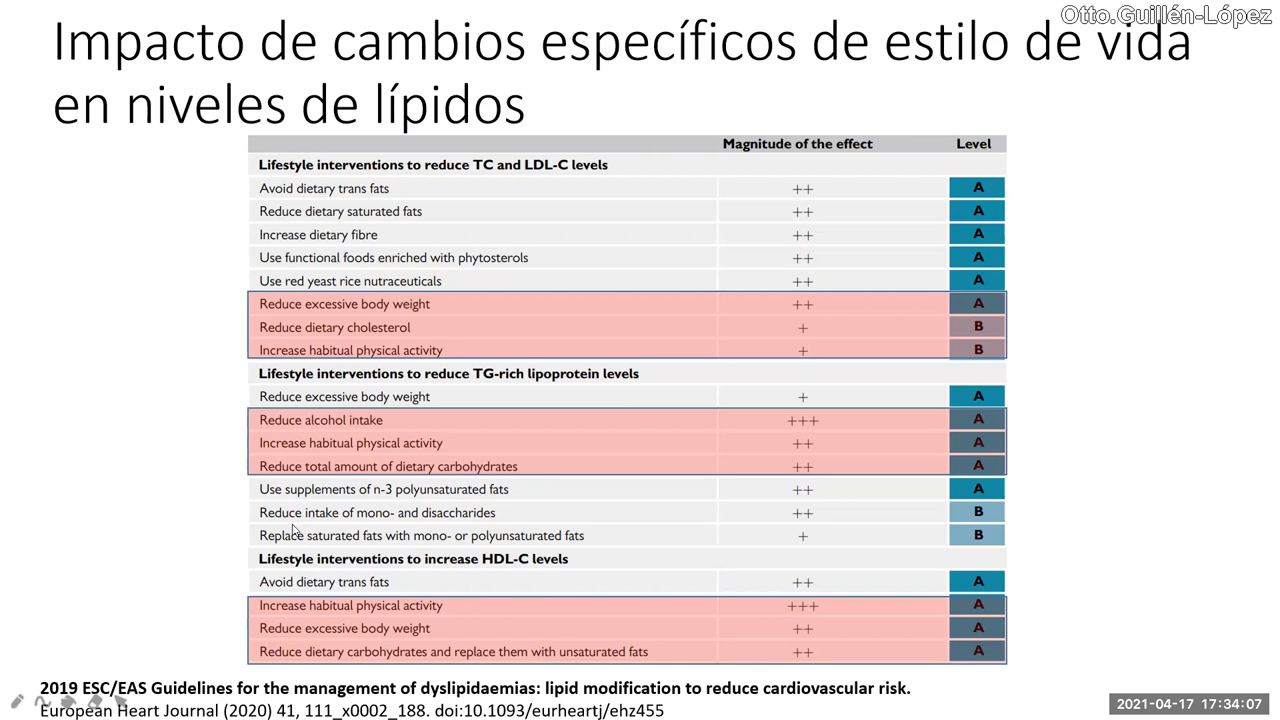 Otto.Guillén-López
Impacto de cambios específicos de estilo de vida
en niveles de lípidos
Magnitude of the effect Level
Lifestyle interventions to reduce TC and LDL-C levels
Avoid dietary trans fats ++ A
Reduce dietary saturated fats ++ A
Increase dietary fibre ++ A
Use functional foods enriched with phytosterols ++ A
Use red yeast rice nutraceuticals ++ A
Reduce excessive body weight ++ A
Reduce dietary cholesterol + B
Increase habitual physical activity + B
Lifestyle interventions to reduce TG-rich lipoprotein levels
Reduce excessive body weight + A
Reduce alcohol intake +++ A
Increase habitual physical activity ++ A
Reduce total amount of dietary carbohydrates ++ A
Use supplements of n-3 polyunsaturated fats ++ A
Reduce intake of mono- and disaccharides ++ B
Replace saturated fats with mono- or polyunsaturated fats + B
Lifestyle interventions to increase HDL-C levels
Avoid dietary trans fats ++ A
Increase habitual physical activity +++ A
Reduce excessive body weight ++ A
Reduce dietary carbohydrates and replace them with unsaturated fats ++ A
2019 ESC/EAS Guidelines for the management of dyslipidaemias: lipid modification to reduce cardiovascular risk.
European Heart Journal (2020) 41, 111_x0002_188. doi:10.1093/eurheartj/ehz455
2021-04-17 17:34:07